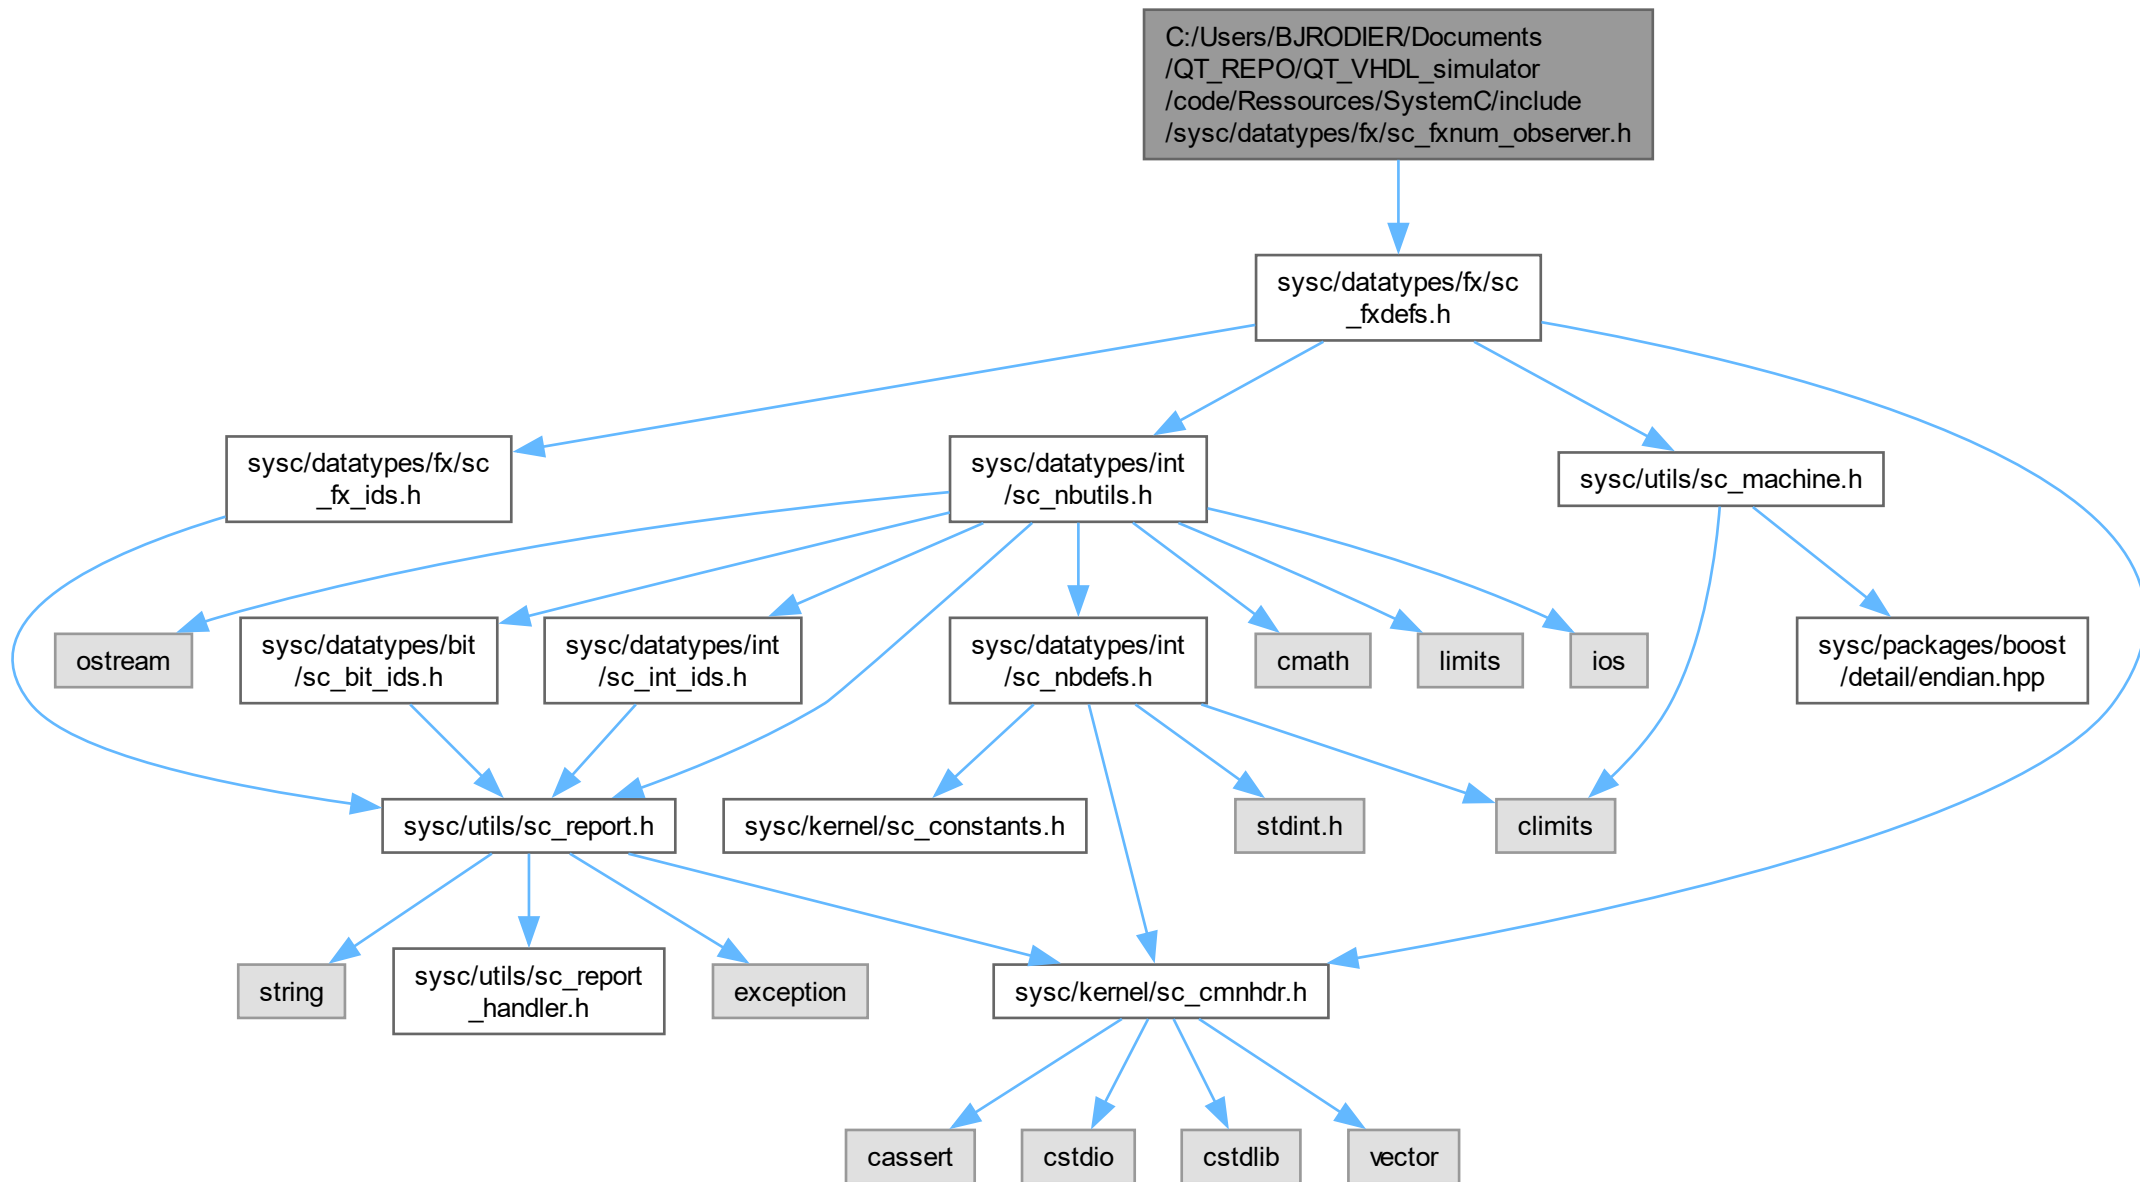 C:/Users/BJRODIER/Documents
/QT_REPO/QT_VHDL_simulator
/code/Ressources/SystemC/include
/sysc/datatypes/fx/sc_fxnum_observer.h
sysc/datatypes/fx/sc
_fxdefs.h
sysc/datatypes/fx/sc
_fx_ids.h
sysc/datatypes/int
/sc_nbutils.h
sysc/utils/sc_machine.h
ostream
sysc/datatypes/bit
/sc_bit_ids.h
sysc/datatypes/int
/sc_int_ids.h
sysc/datatypes/int
/sc_nbdefs.h
cmath
limits
ios
sysc/packages/boost
/detail/endian.hpp
sysc/utils/sc_report.h
sysc/kernel/sc_constants.h
stdint.h
climits
string
sysc/utils/sc_report
_handler.h
exception
sysc/kernel/sc_cmnhdr.h
cassert
cstdio
cstdlib
vector